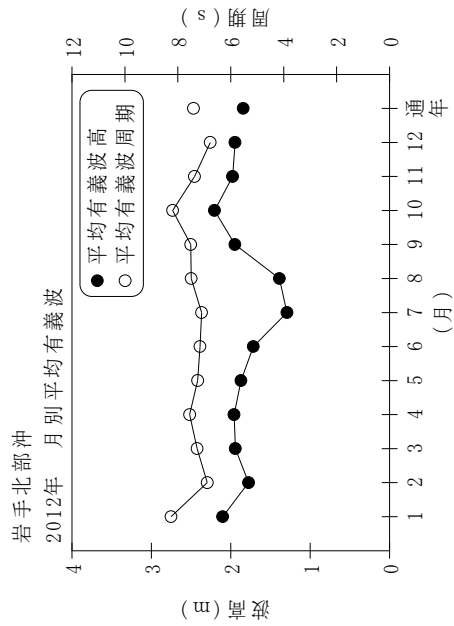 岩手北部沖
2012年 月別平均有義波
平均有義波高
平均有義波周期
波高(m)
4
3
2
1
0
周期(s)
12
10
8
6
4
2
0
1 2 3 4 5 6 7 8 9 10 11 12 通年
(月)